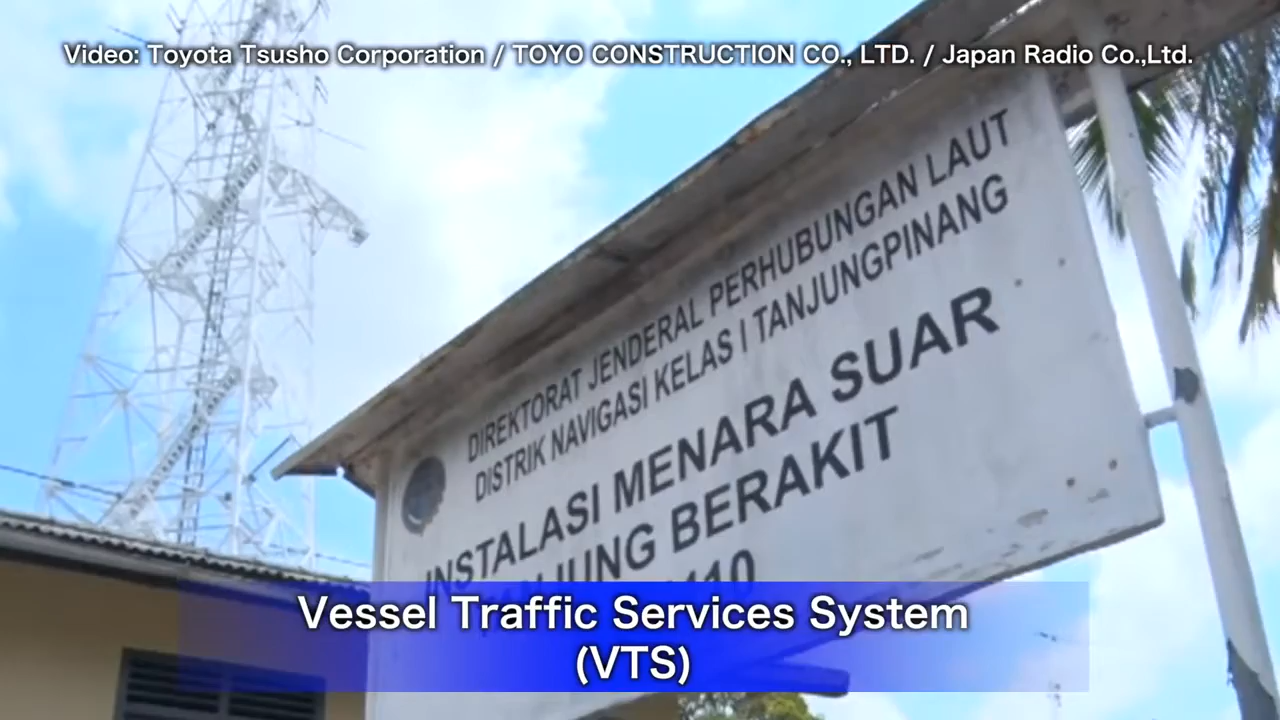 Video: Toyota Tsusho Corporation / TOYO CONSTRUCTION CO., LTD. / Japan Radio Co.,Ltd.
DIREKTORAT JENDERAL PERHUBUNGAN LAUT
DISTRIK NAVIGASI KELAS I TANJUNGPINANG
INSTALASI MENARA SUAR
BERAKIT
Vessel Traffic Services System
(VTS)